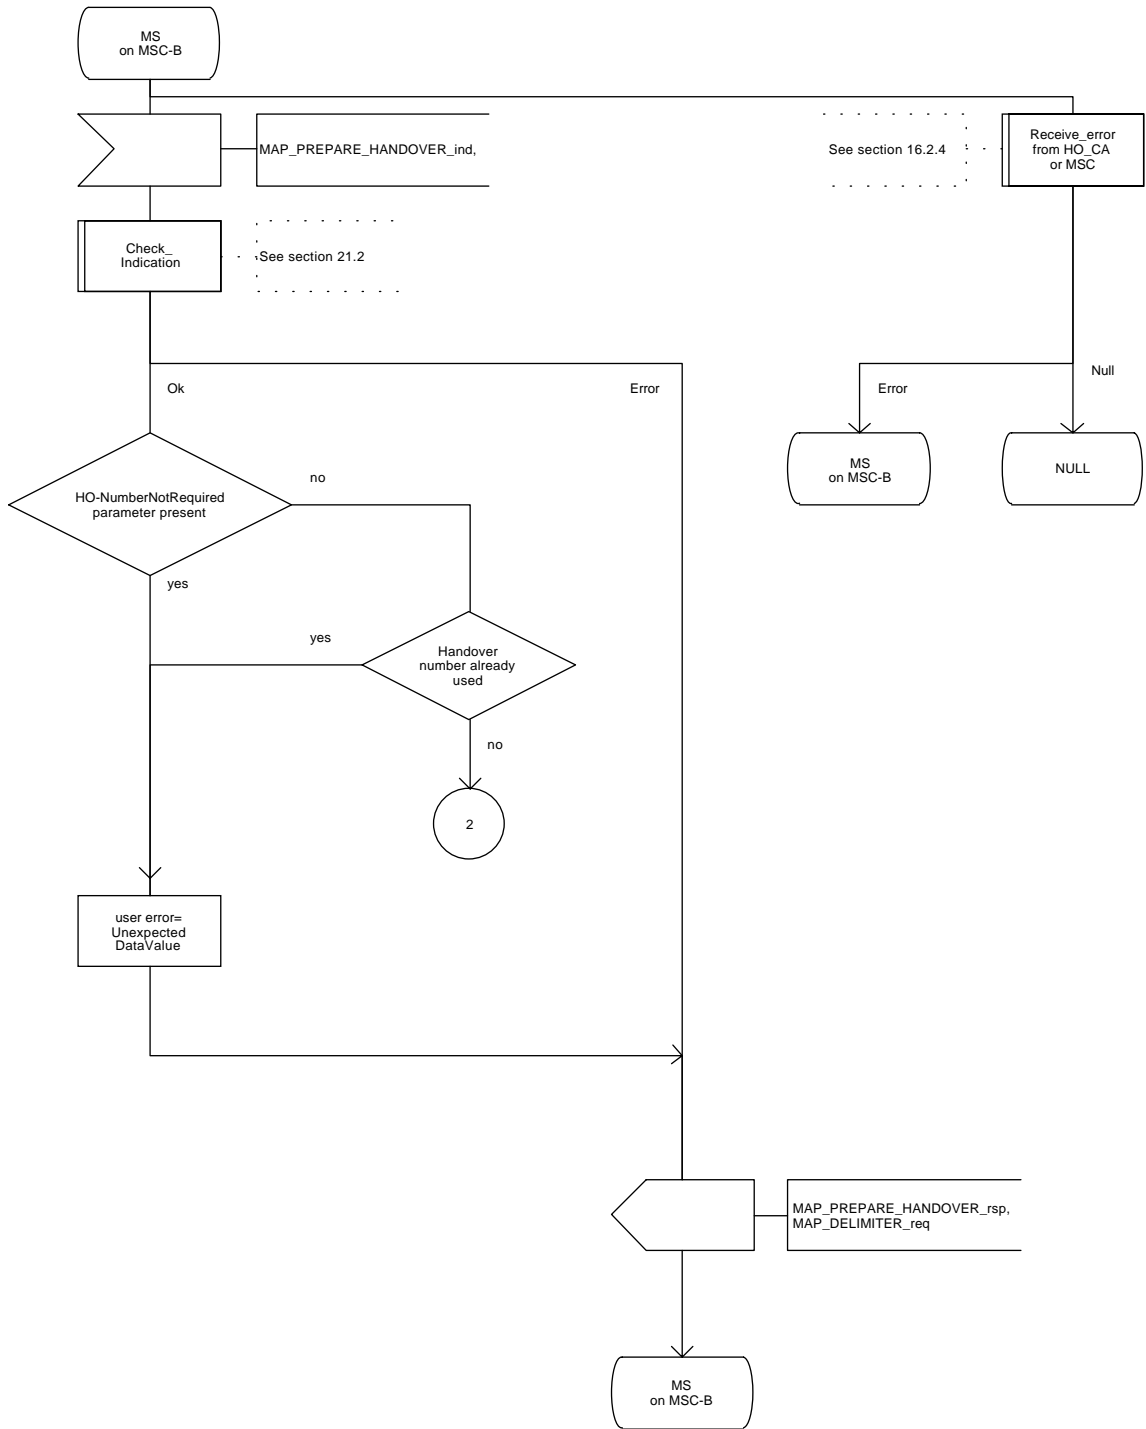 MS
on MSC-B
MAP_PREPARE_HANDOVER_ind,
See section 16.2.4
Receive_error
from HO_CA
or MSC
Check_
Indication
See section 21.2
Ok
Error
Error
Null
MS
on MSC-B
NULL
HO-NumberNotRequired
parameter present
no
yes
yes
Handover
number already
used
no
2
user error=
Unexpected
DataValue
MAP_PREPARE_HANDOVER_rsp,
MAP_DELIMITER_req
MS
on MSC-B